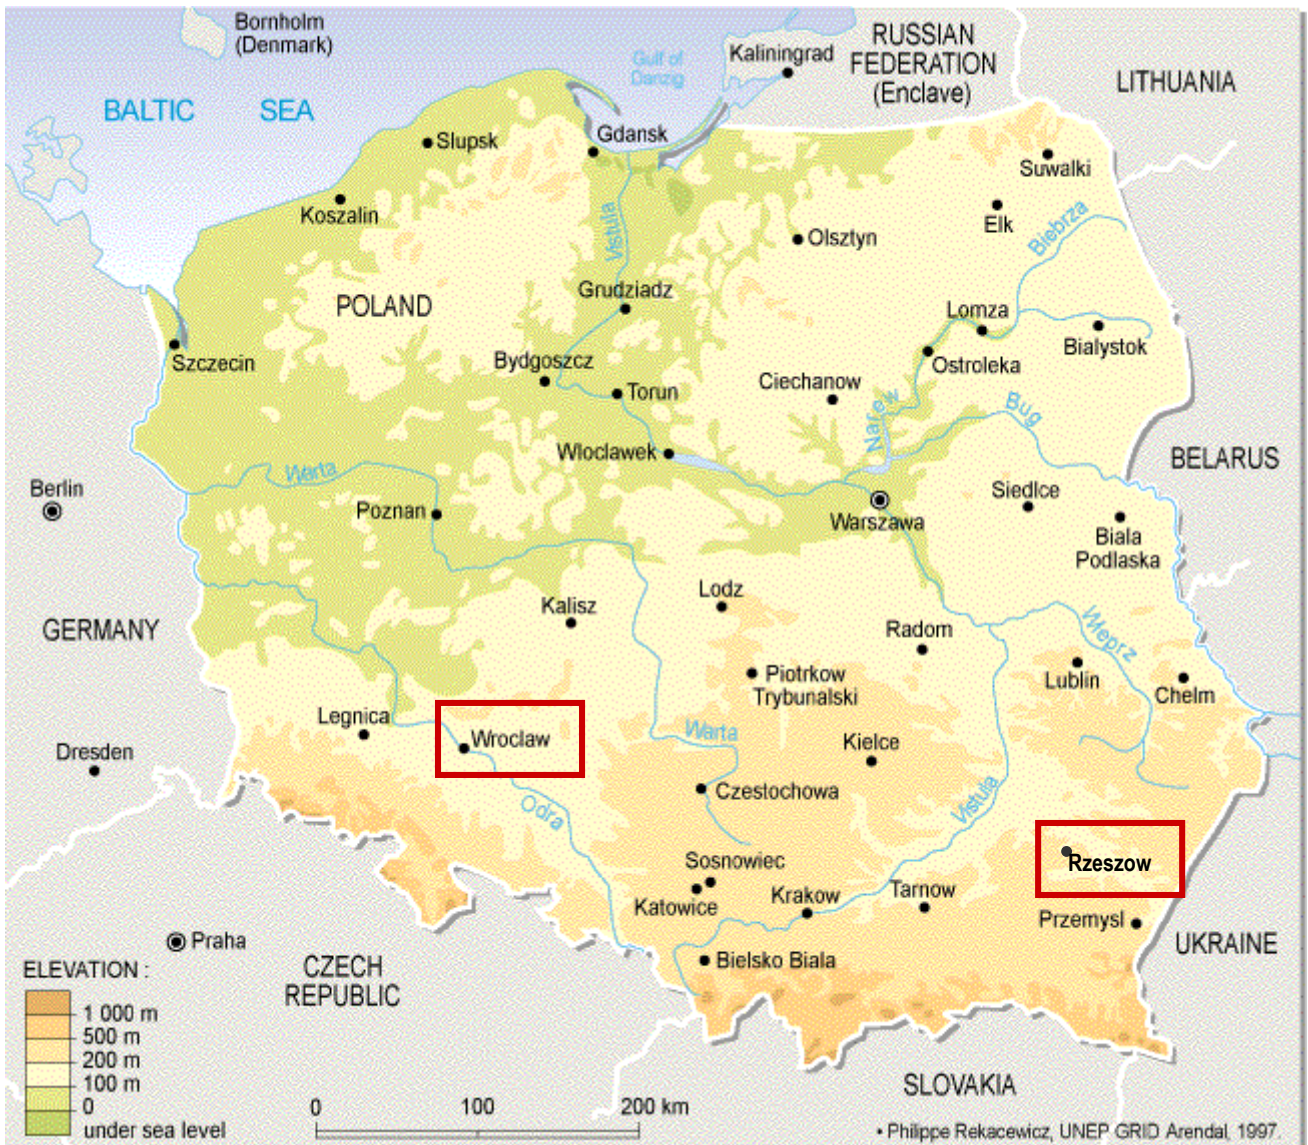 Bornholm
(Denmark)
BALTIC SEA
Gulf of
Danzig
Kaliningrad
RUSSIAN
FEDERATION
(Enclave)
LITHUANIA
Slupsk
Gdansk
Suwalki
Koszalin
Vistula
Elk
Biebrza
Olsztyn
POLAND
Grudziadz
Lomza
Szczecin
Bydgoszcz
Bialystok
Ostroleka
Torun
Ciechanow
Narew
Bug
Wloclawek
BELARUS
Warta
Berlin
Poznan
Siedlce
Warszawa
Biala
Podlaska
Lodz
Kalisz
GERMANY
Radom
Wieprz
Piotrkow
Trybunalski
Lublin
Chelm
Legnica
Wroclaw
Warta
Kielce
Dresden
Czestochowa
Odra
Vistula
Sosnowiec
Rzeszow
Katowice
Krakow
Tarnow
Przemysl
Praha
UKRAINE
CZECH
REPUBLIC
Bielsko Biala
ELEVATION :
1 000 m
500 m
200 m
100 m
0
under sea level
SLOVAKIA
0 100 200 km
• Philippe Rekacewicz, UNEP GRID Arendal, 1997.